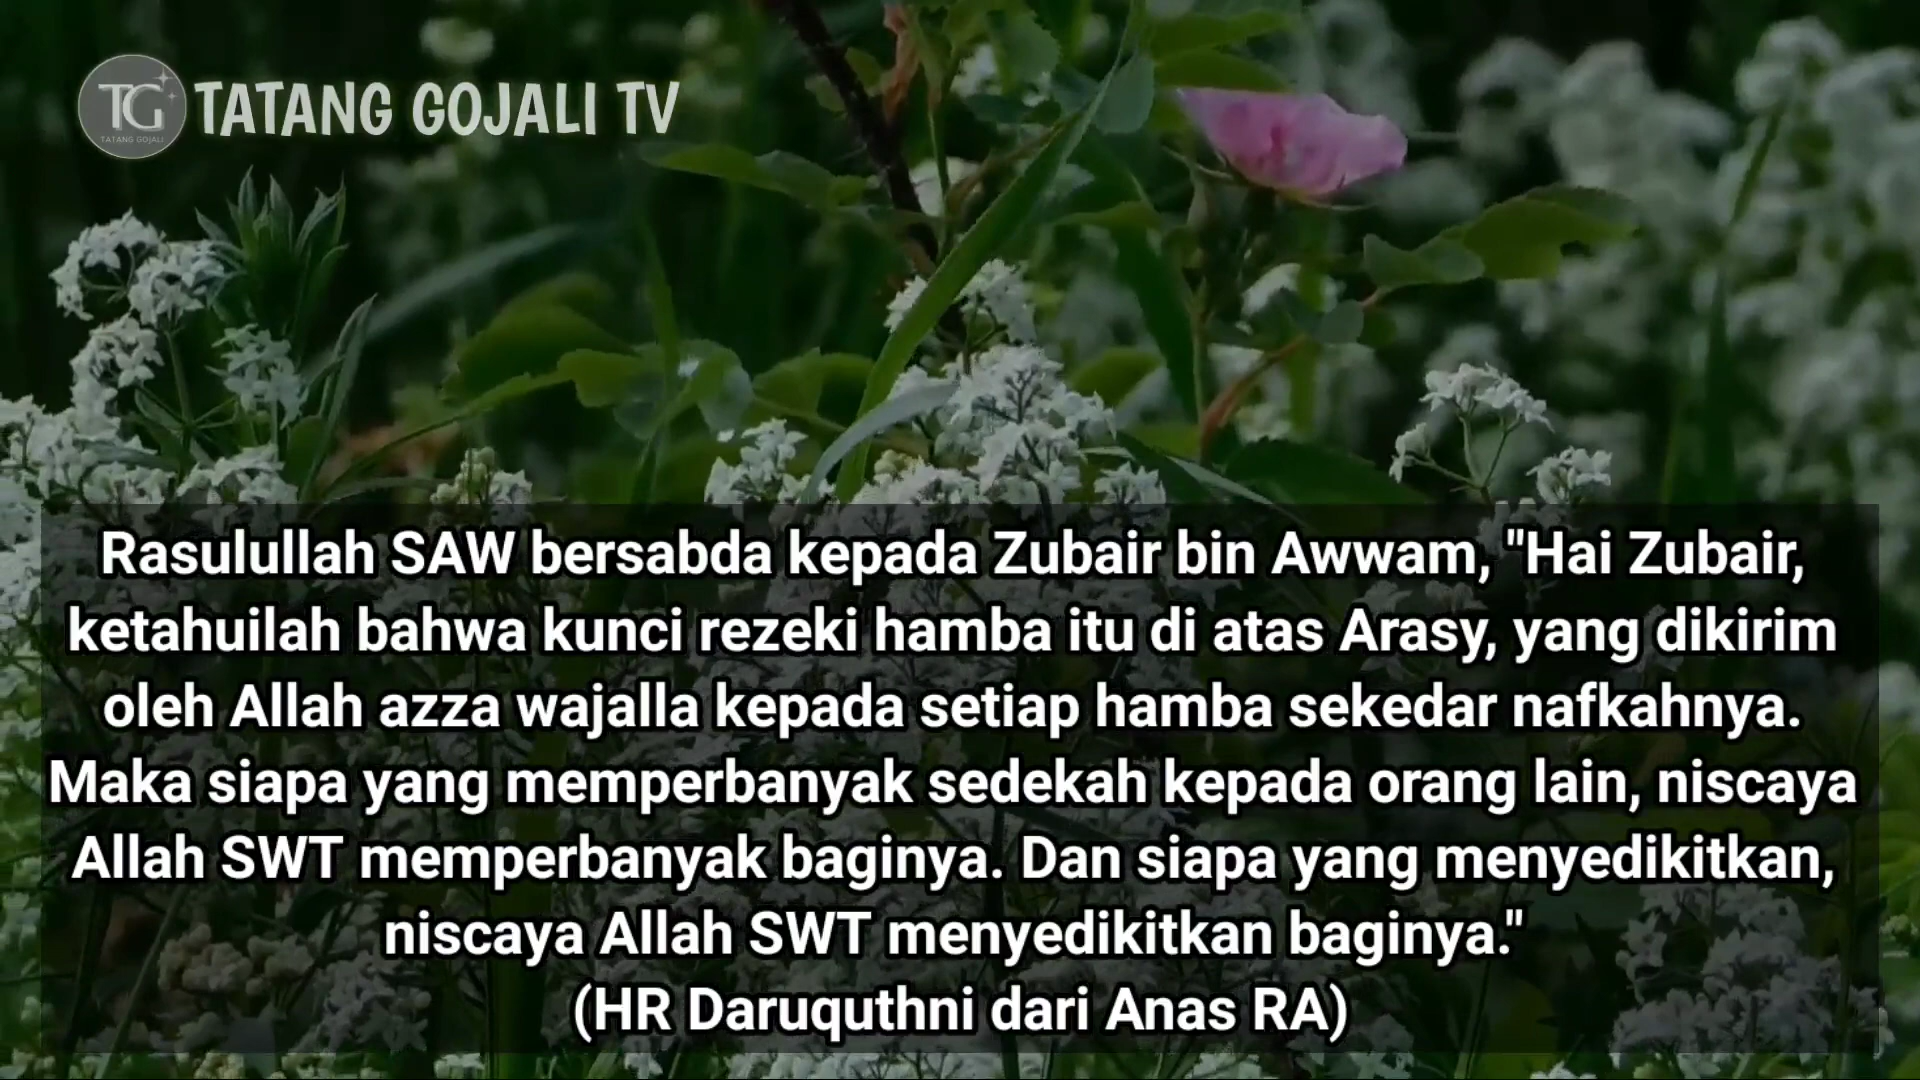 TG
TATANG GOJALI
TATANG GOJALI TV
Rasulullah SAW bersabda kepada Zubair bin Awwam, "Hai Zubair,
ketahuilah bahwa kunci rezeki hamba itu di atas Arasy, yang dikirim
oleh Allah azza wajalla kepada setiap hamba sekedar nafkahnya.
Maka siapa yang memperbanyak sedekah kepada orang lain, niscaya
Allah SWT memperbanyak baginya. Dan siapa yang menyedikitkan,
niscaya Allah SWT menyedikitkan baginya."
(HR Daruquthni dari Anas RA)